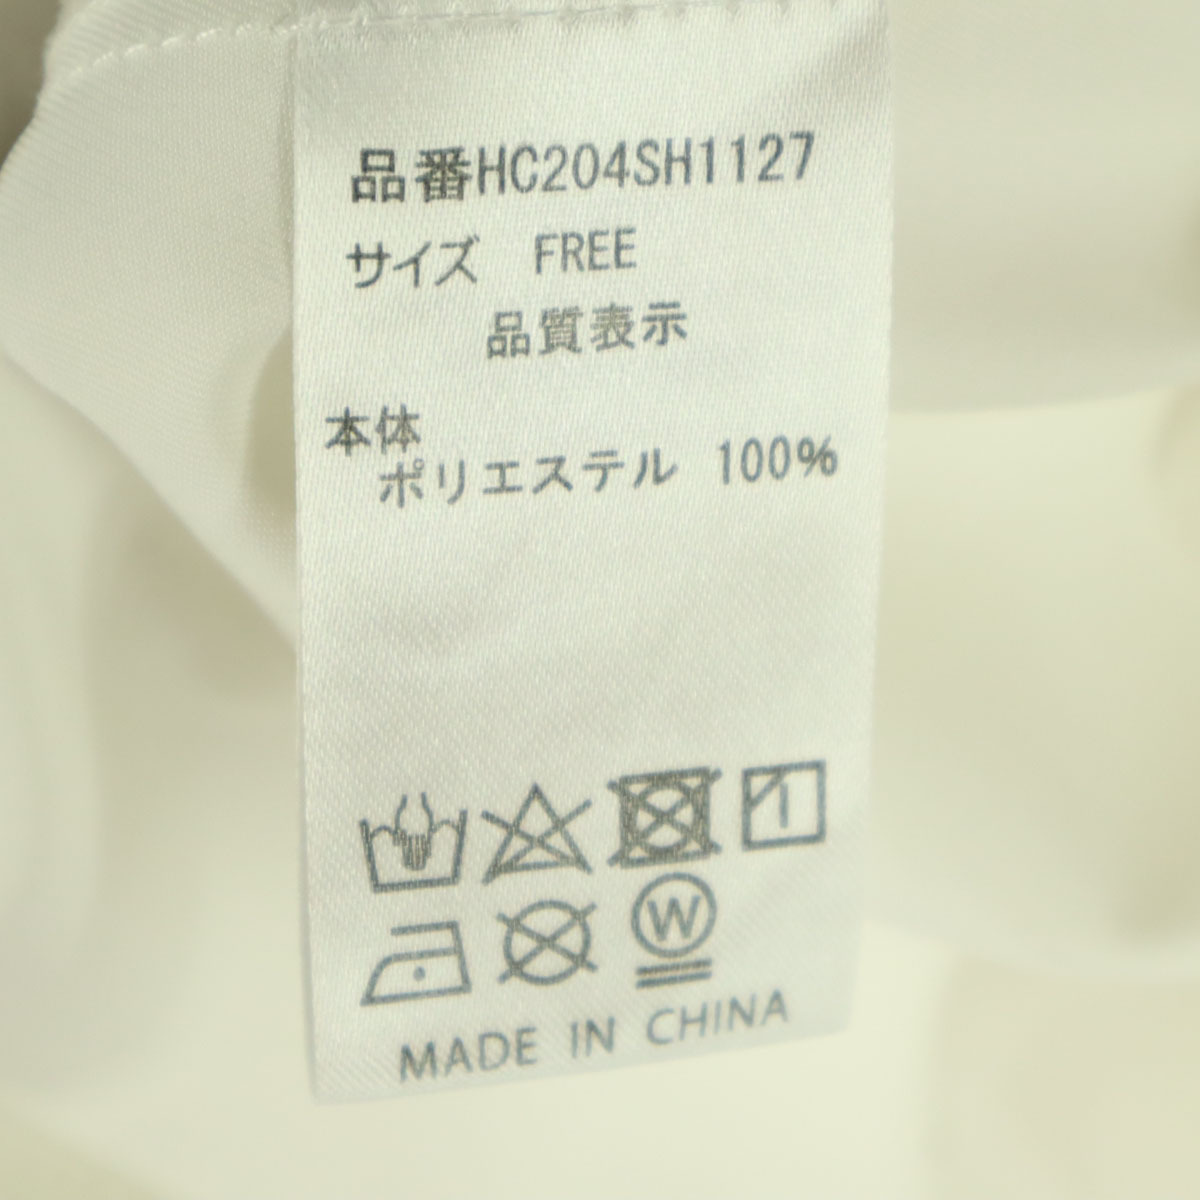 品番HC204SH1127
サイズ FREE
品質表示
本体
ポリエステル 100%
W
MADE IN CHINA